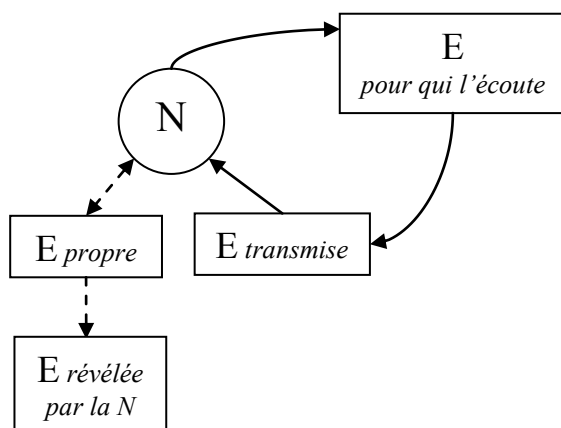 E
pour qui l’écoute
N
E transmise
E propre
E révélée
par la N